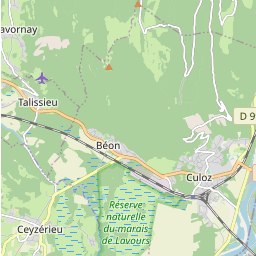 avornay
Talissieu
D 9
Béon
Culoz
Réserve
naturelle
du marais
de Lavours
Ceyzérieu